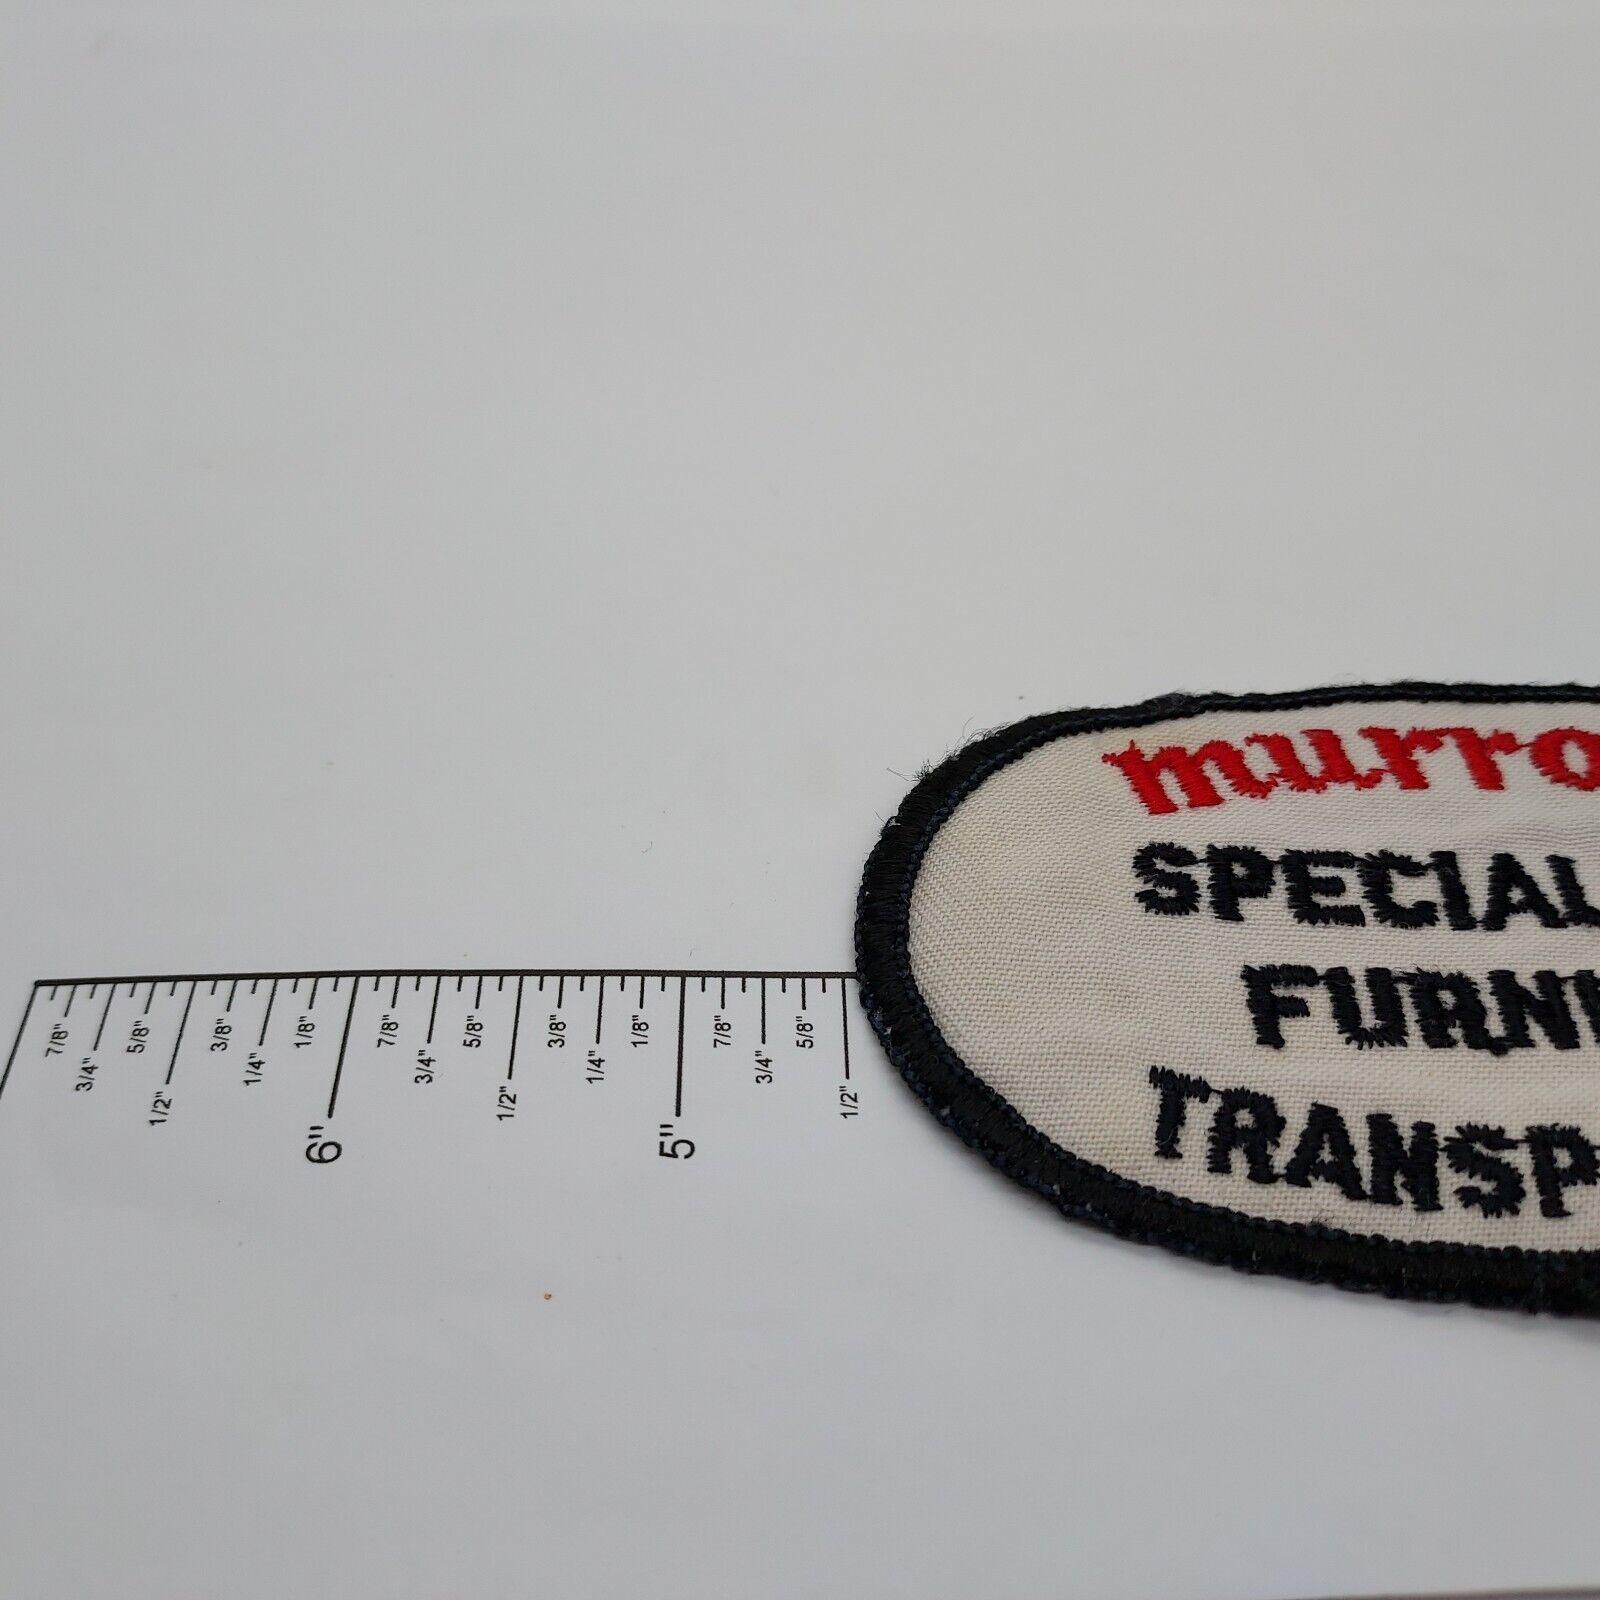 murro
SPECIAL
FURNI
TRANSP
7/8" 3/4" 5/8" 1/2" 3/8" 1/4" 1/8" 6" 7/8" 3/4" 5/8" 1/2" 3/8" 1/4" 1/8" 5" 7/8" 3/4" 5/8" 1/2"